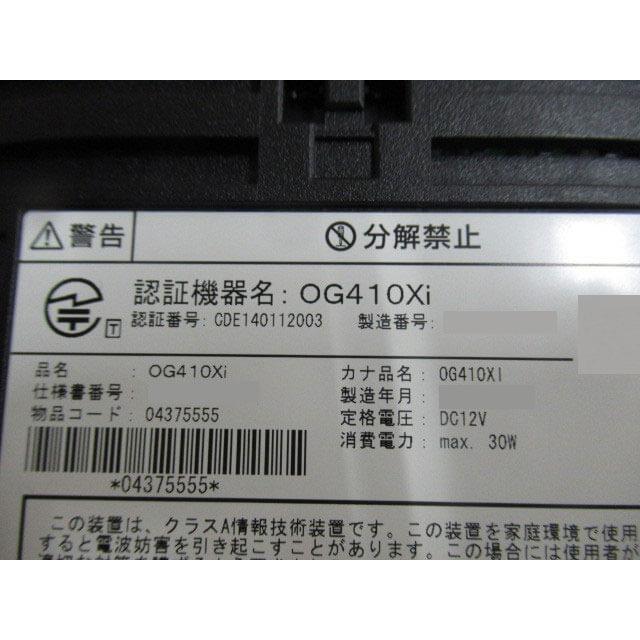 警告 分解禁止
認証機器名: OG410Xi
T 認証番号: CDE140112003 製造番号:
品名 : OG410Xi カナ品名 : OG410XI
仕様書番号 : 製造年月 :
物品コード : 04375555 定格電圧 : DC12V
消費電力 : max. 30W
*04375555*
この装置は、クラスA情報技術装置です。この装置を家庭環境で使用
すると電波妨害を引き起こすことがあります。この場合には使用者が